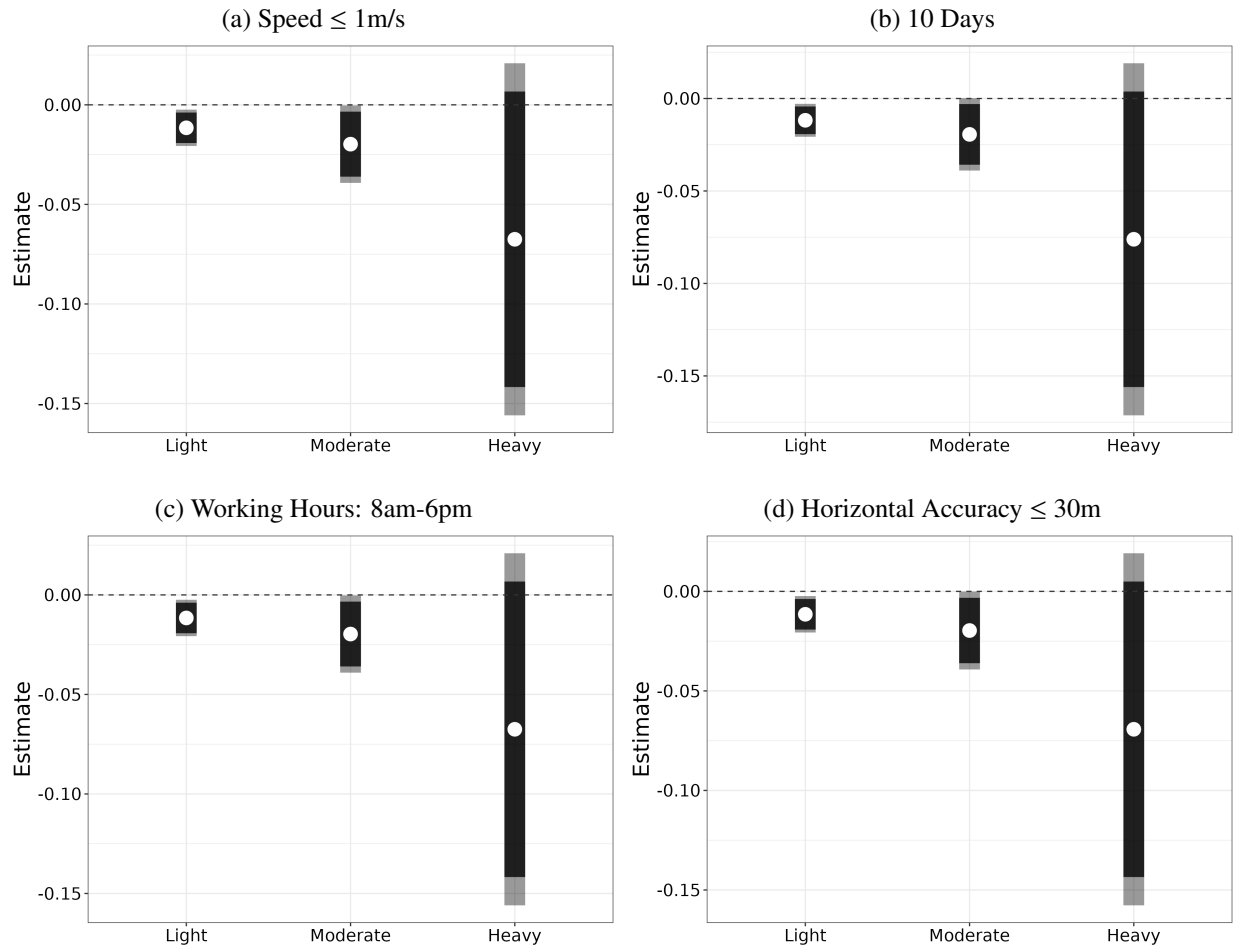 (a) Speed ≤ 1m/s
Estimate
0.00
-0.05
-0.10
-0.15
Light Moderate Heavy
(b) 10 Days
Estimate
0.00
-0.05
-0.10
-0.15
Light Moderate Heavy
(c) Working Hours: 8am-6pm
Estimate
0.00
-0.05
-0.10
-0.15
Light Moderate Heavy
(d) Horizontal Accuracy ≤ 30m
Estimate
0.00
-0.05
-0.10
-0.15
Light Moderate Heavy